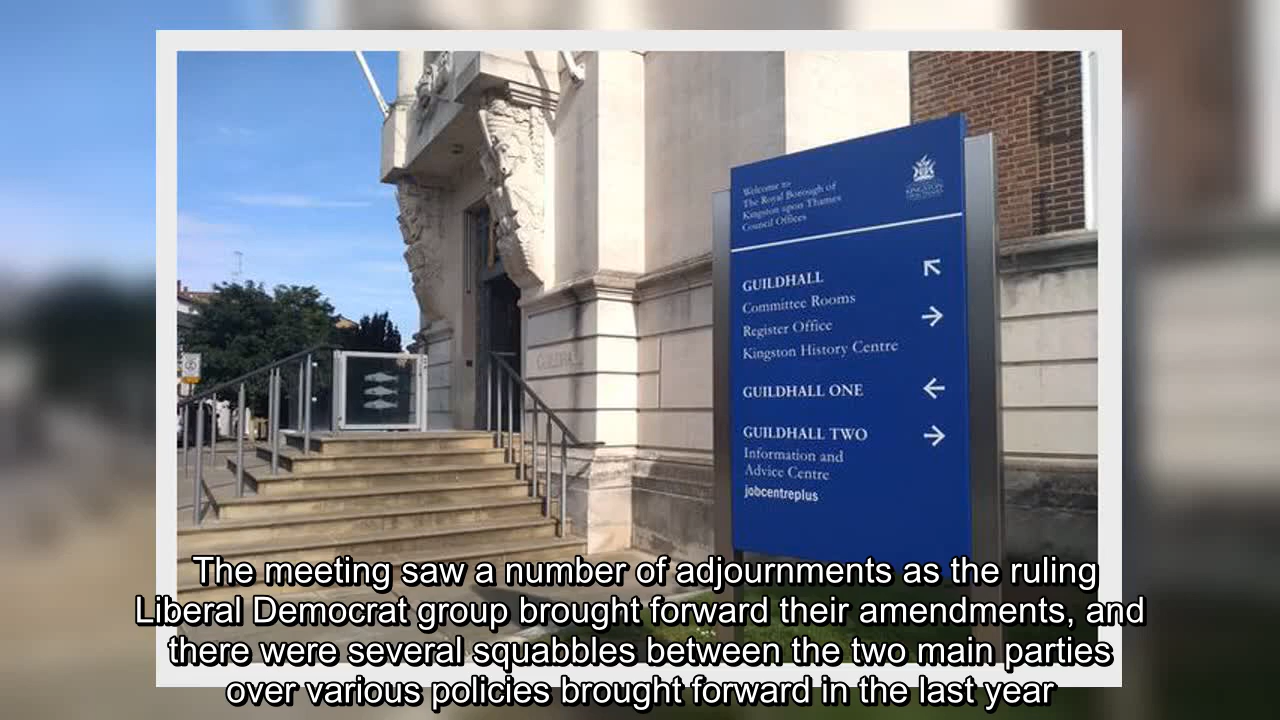 Welcome to
The Royal Borough of
Kingston upon Thames
Council Offices
KINGSTON
GUILDHALL
Committee Rooms
Register Office
Kingston History Centre
GUILDHALL ONE
GUILDHALL TWO
Information and
Advice Centre
jobcentreplus
The meeting saw a number of adjournments as the ruling
Liberal Democrat group brought forward their amendments, and
there were several squabbles between the two main parties
over various policies brought forward in the last year